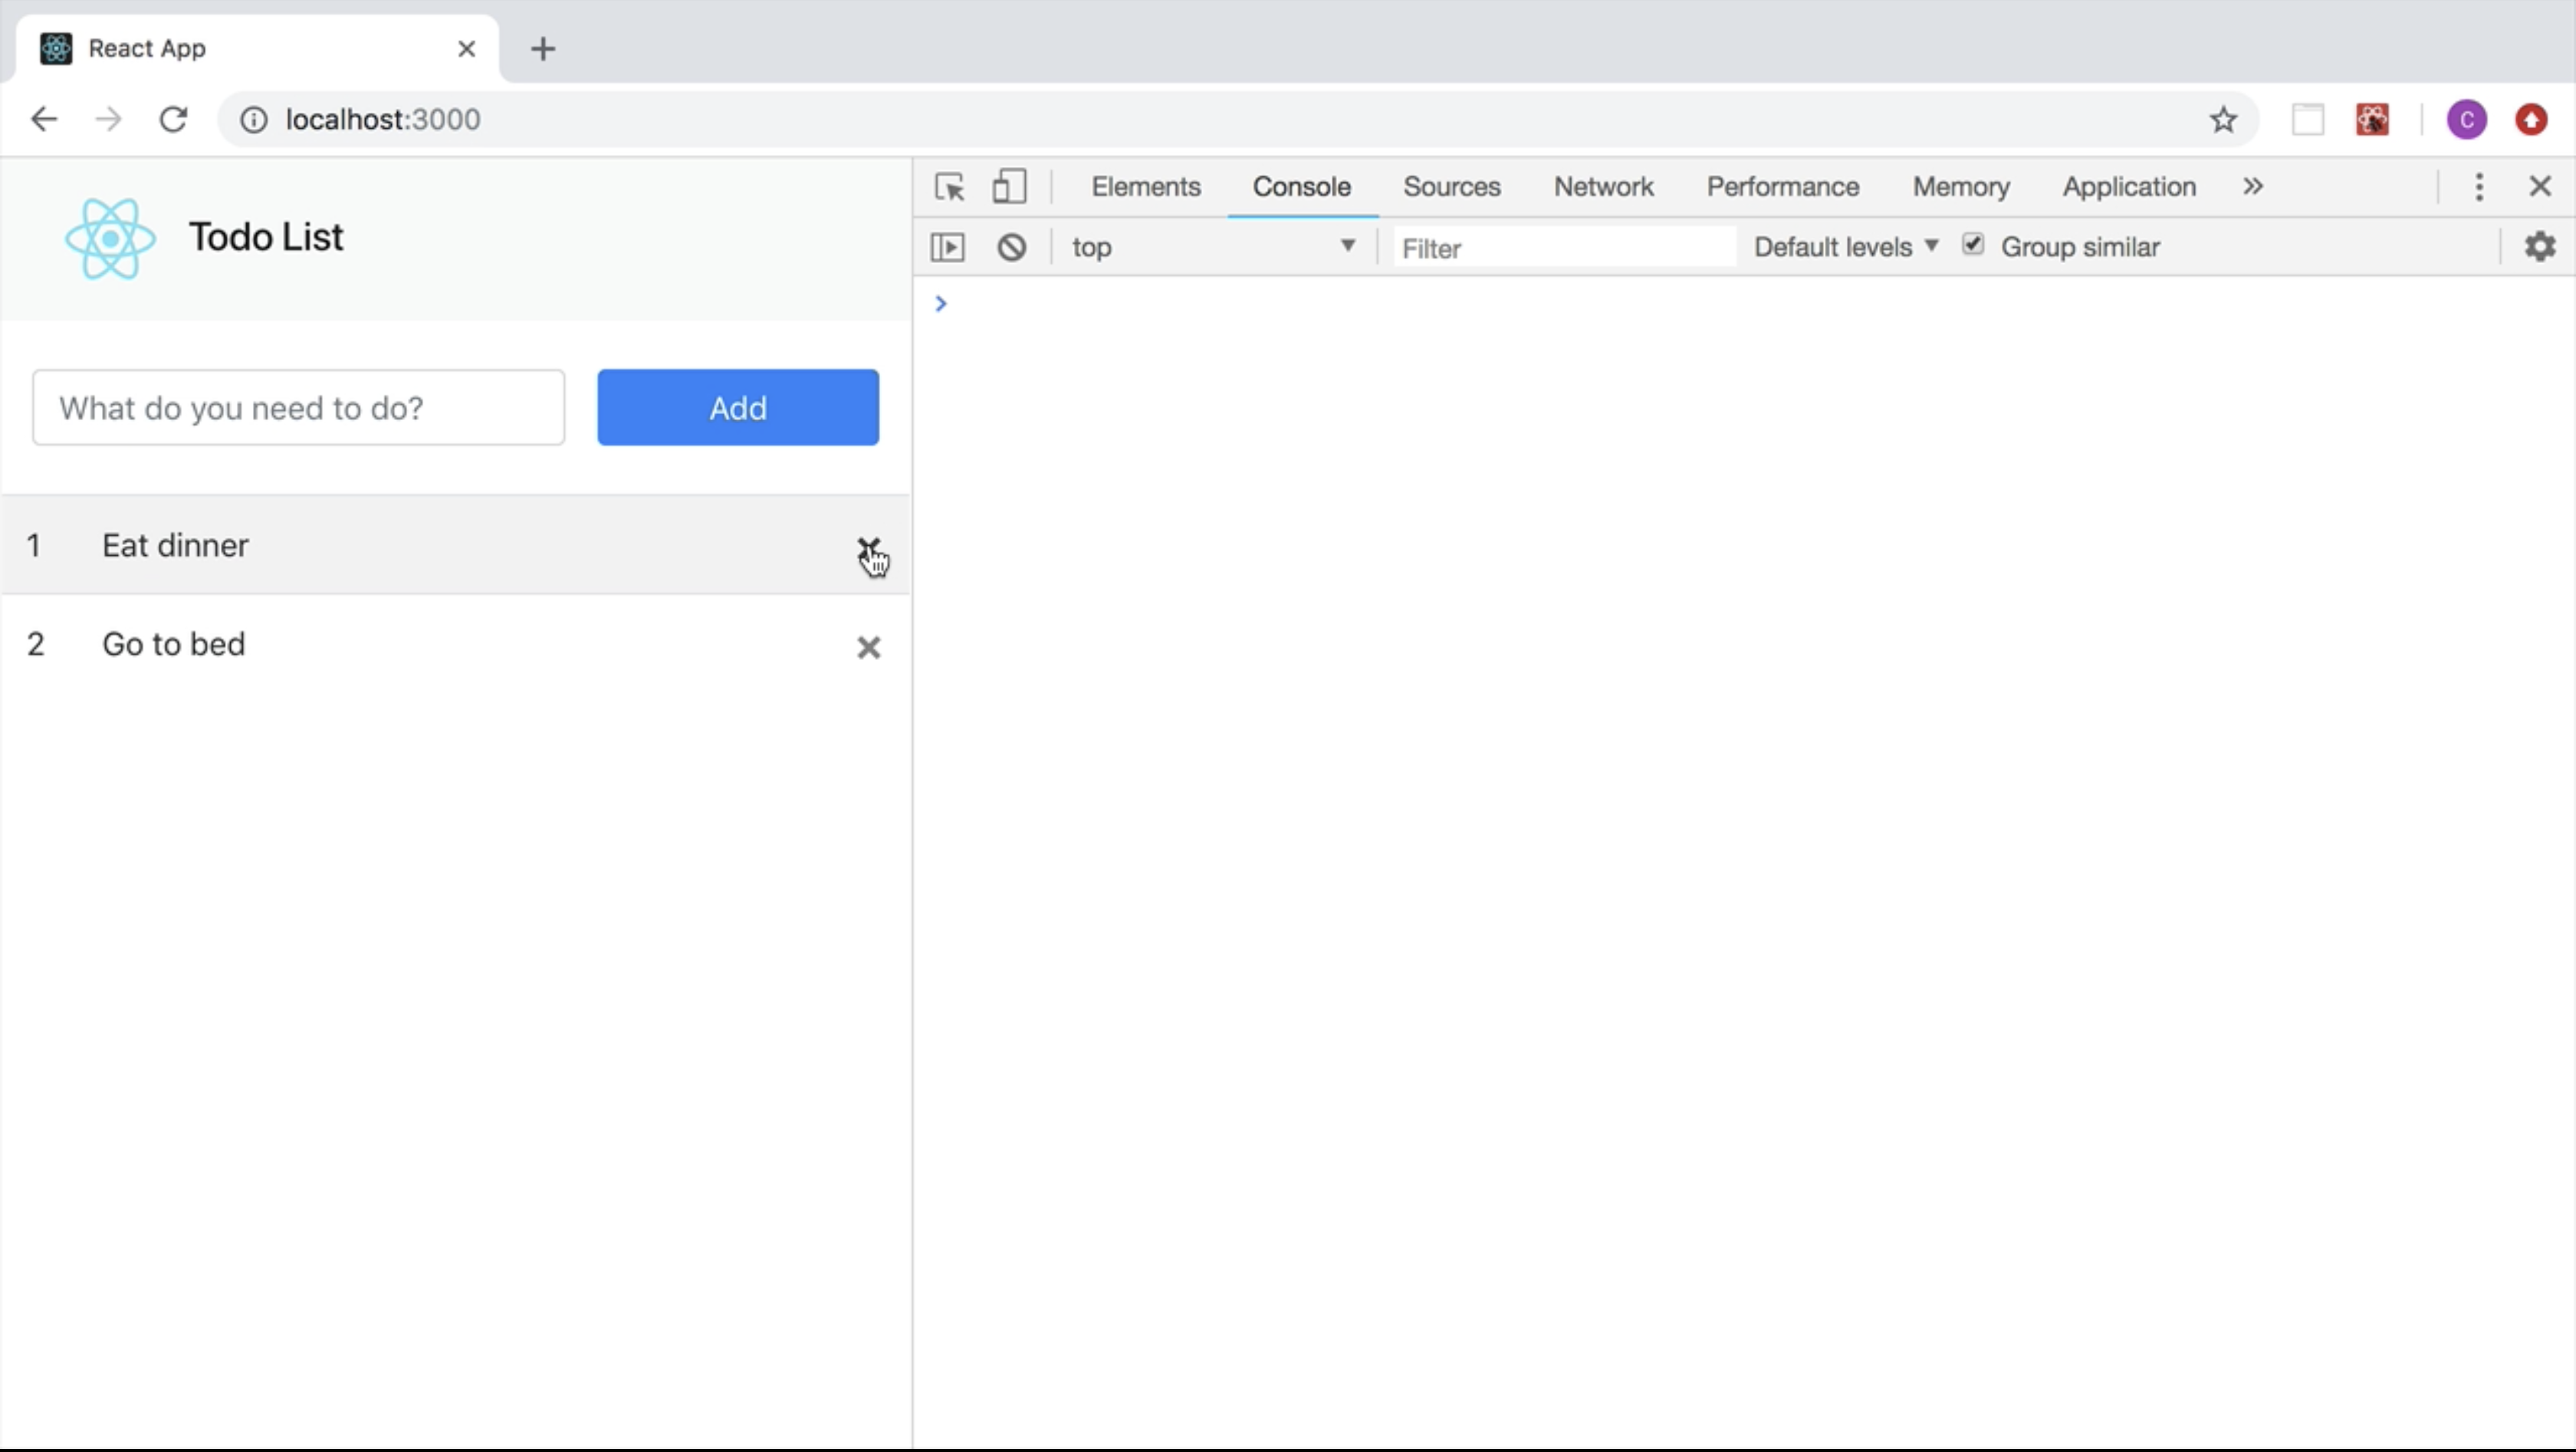 React App
localhost:3000
Elements Console Sources Network Performance Memory Application
top Filter Default levels Group similar
Todo List
What do you need to do? Add
1 Eat dinner
2 Go to bed
C